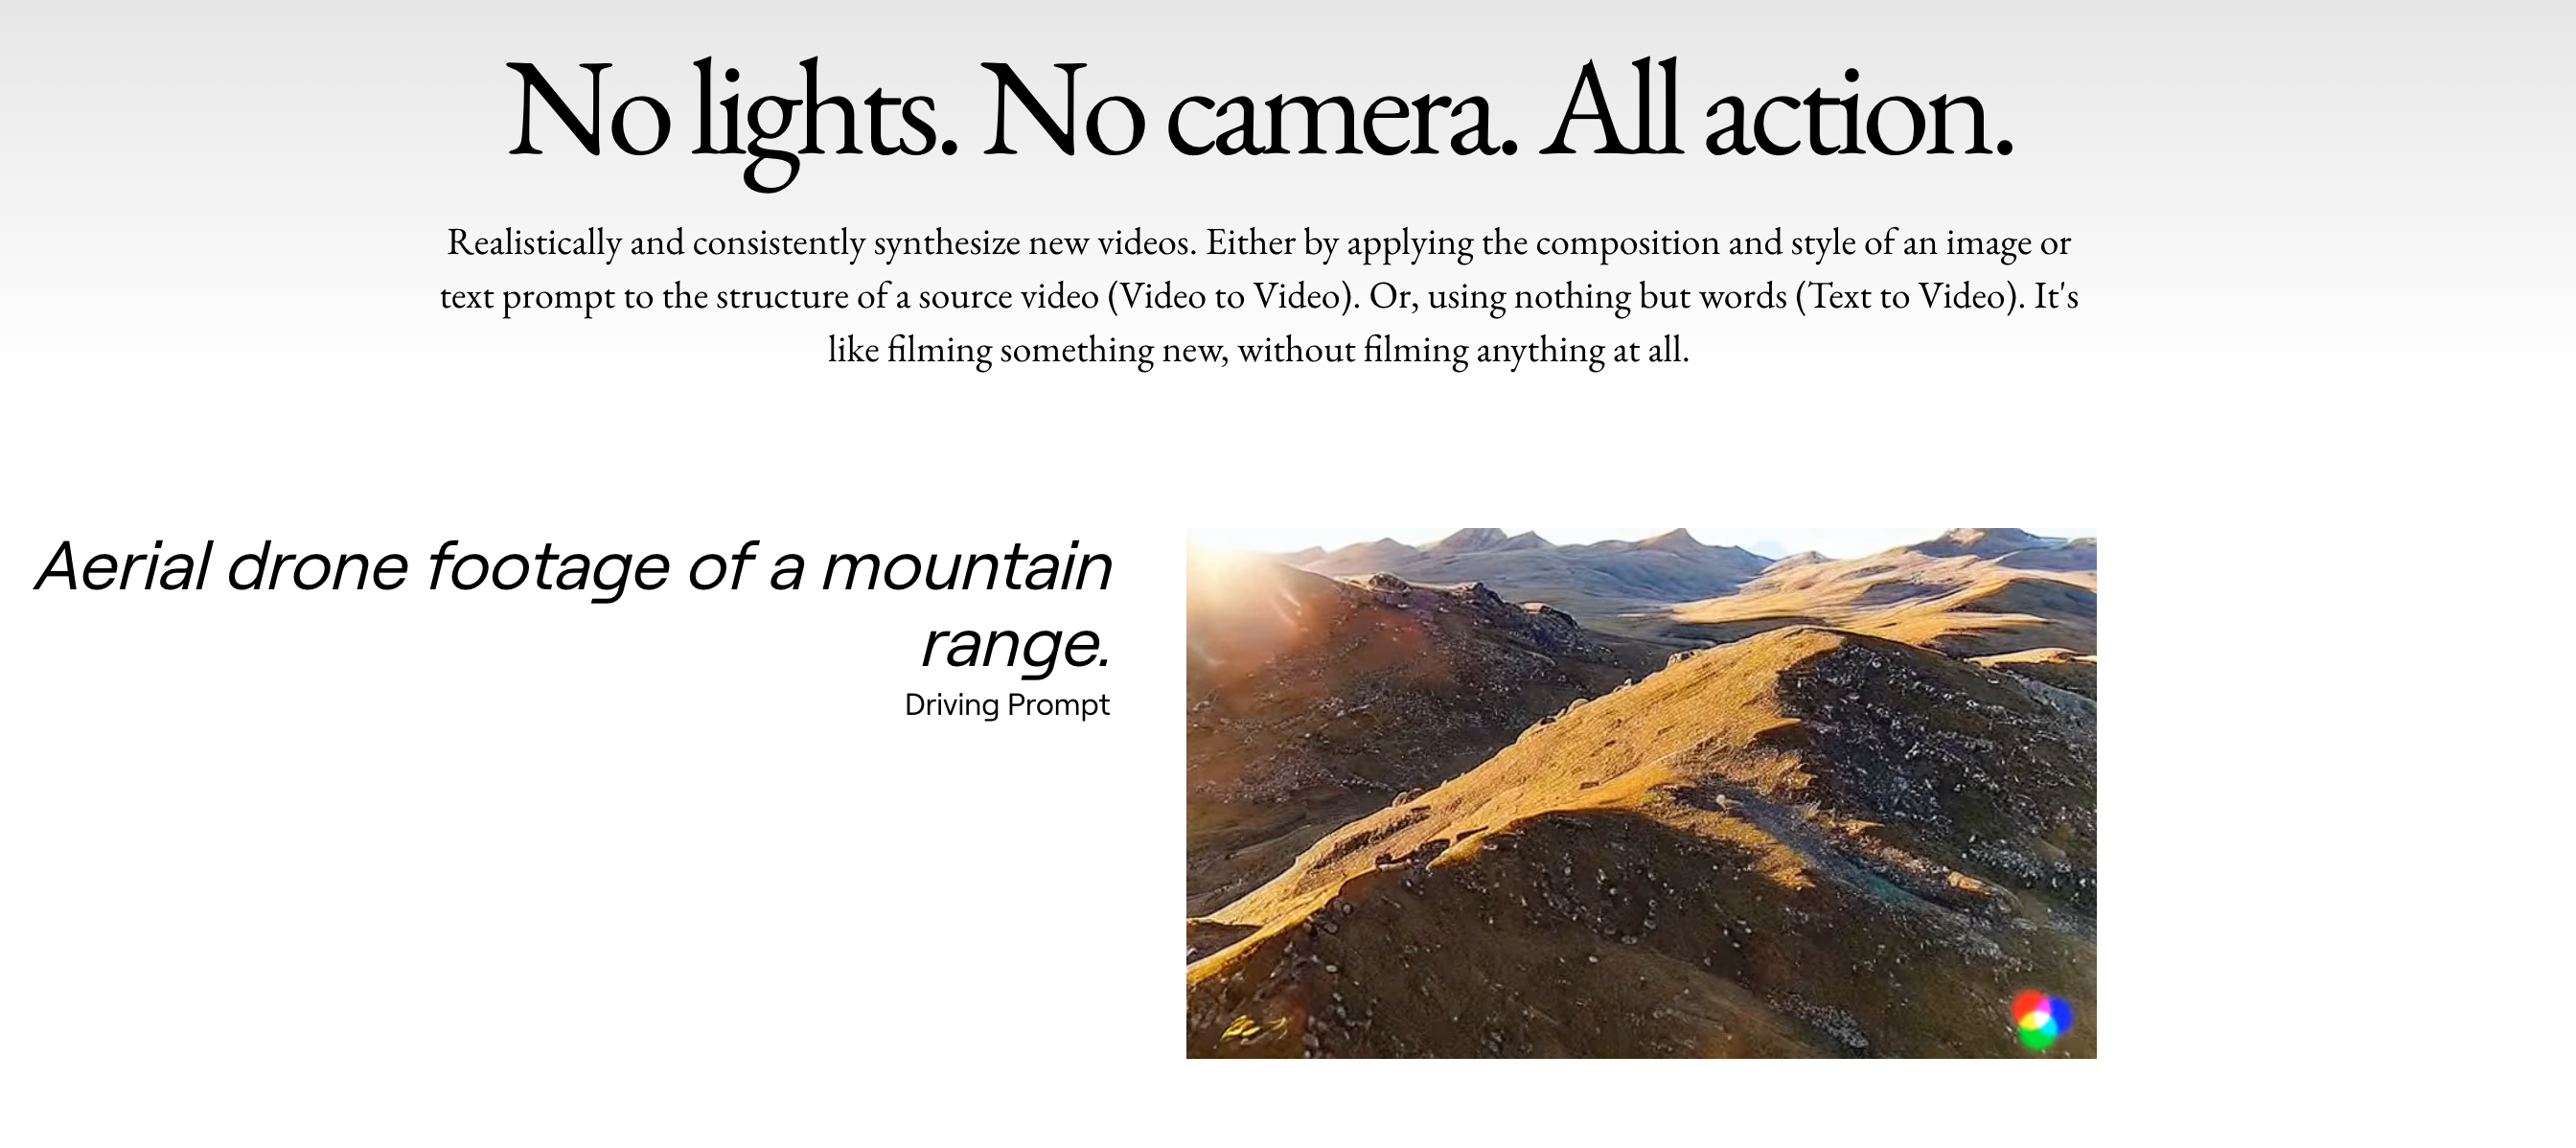 No lights. No camera. All action.
Realistically and consistently synthesize new videos. Either by applying the composition and style of an image or
text prompt to the structure of a source video (Video to Video). Or, using nothing but words (Text to Video). It's
like filming something new, without filming anything at all.
Aerial drone footage of a mountain
range.
Driving Prompt